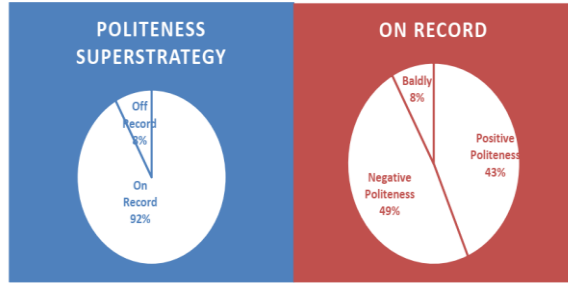 POLITENESS
SUPERSTRATEGY
Off
Record
8%
On
Record
92%
ON RECORD
Baldly
8%
Positive
Politeness
43%
Negative
Politeness
49%